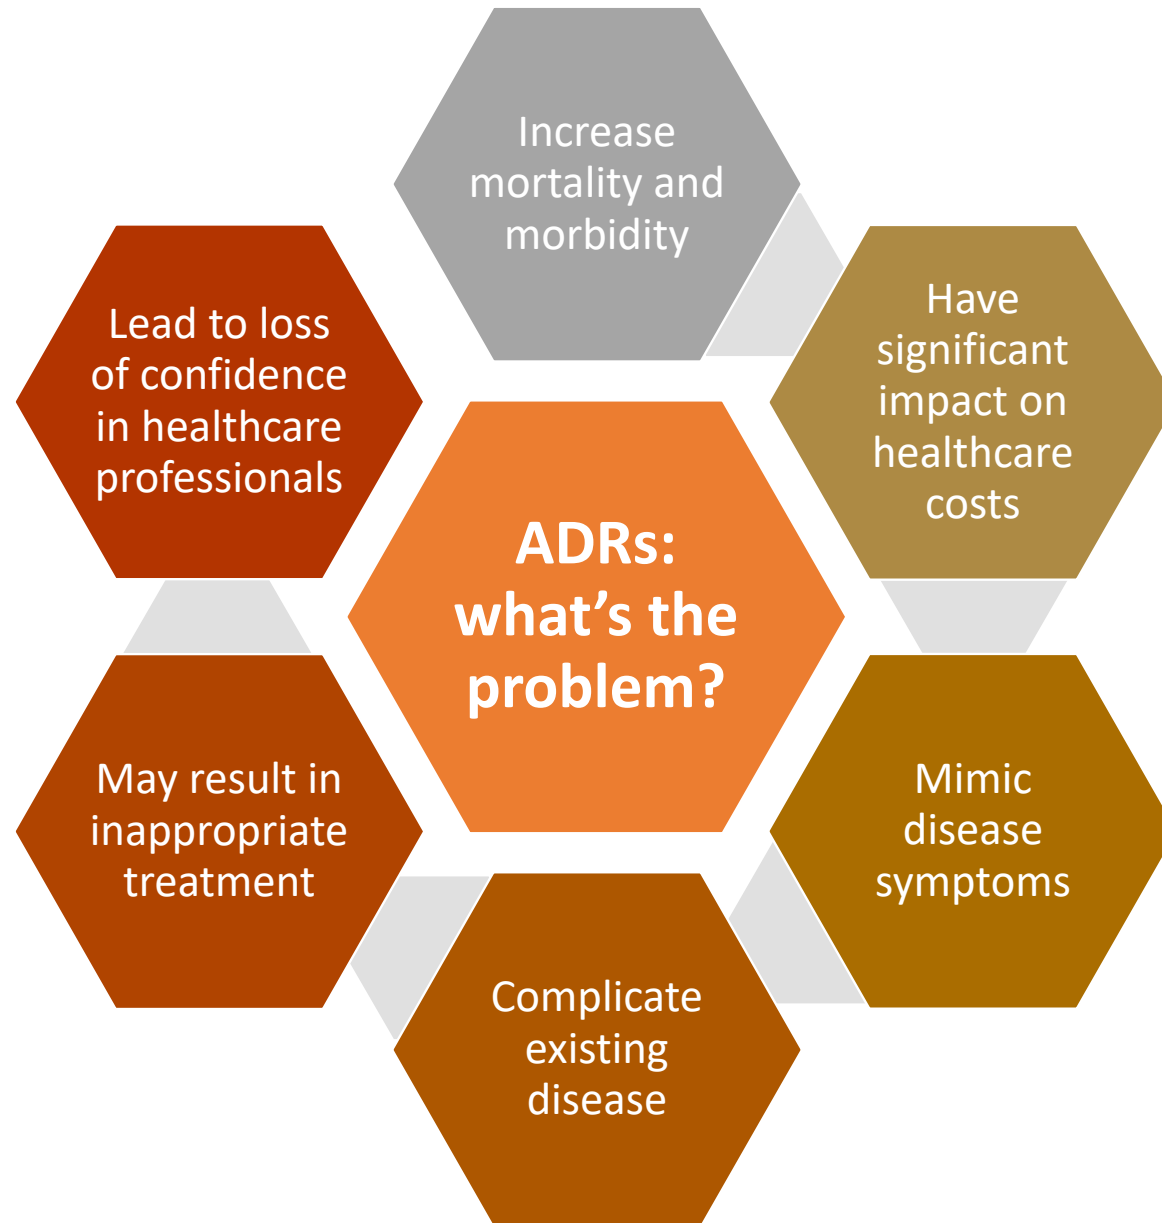 Increase
mortality and
morbidity
Have
significant
impact on
healthcare
costs
Mimic
disease
symptoms
Complicate
existing
disease
May result in
inappropriate
treatment
Lead to loss
of confidence
in healthcare
professionals
ADRs:
what’s the
problem?